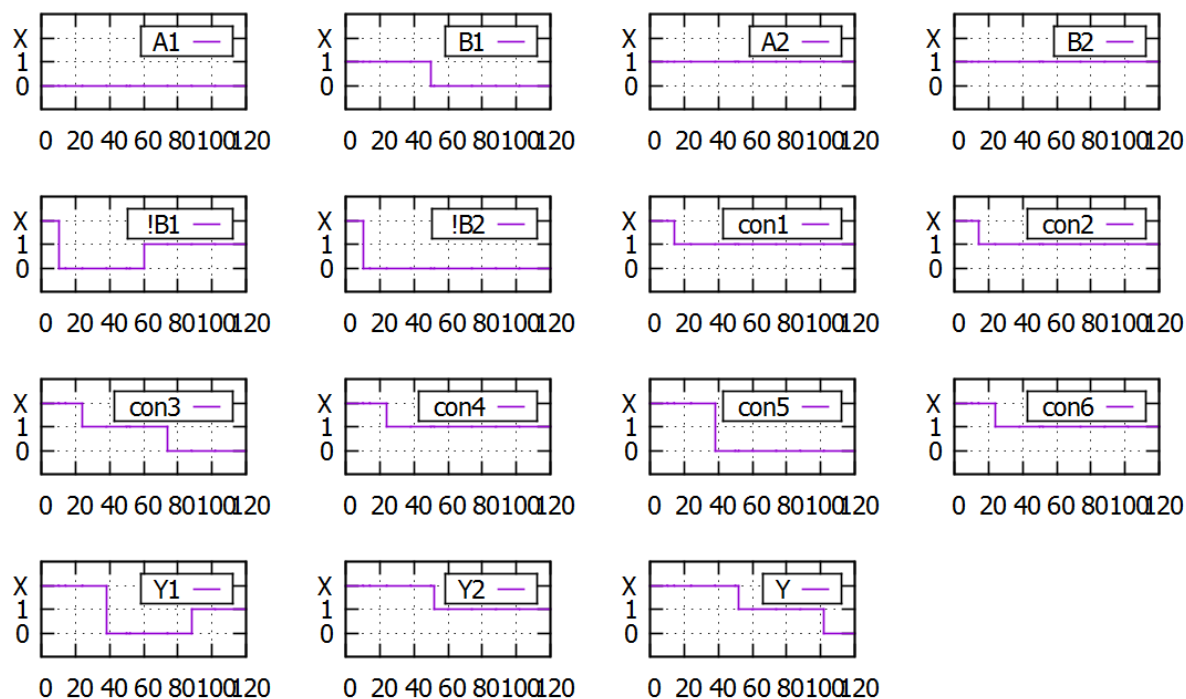 X A1 X B1 X A2 X B2
1 1 1 1
0 0 0 0
0 20 40 60 80100120 0 20 40 60 80100120 0 20 40 60 80100120 0 20 40 60 80100120
X !B1 X !B2 X con1 X con2
1 1 1 1
0 0 0 0
0 20 40 60 80100120 0 20 40 60 80100120 0 20 40 60 80100120 0 20 40 60 80100120
X con3 X con4 X con5 X con6
1 1 1 1
0 0 0 0
0 20 40 60 80100120 0 20 40 60 80100120 0 20 40 60 80100120 0 20 40 60 80100120
X Y1 X Y2 X Y
1 1 1
0 0 0
0 20 40 60 80100120 0 20 40 60 80100120 0 20 40 60 80100120